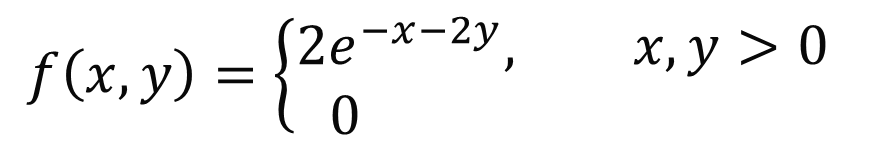 f(x, y) = {2e^{-x-2y}, x, y > 0
0